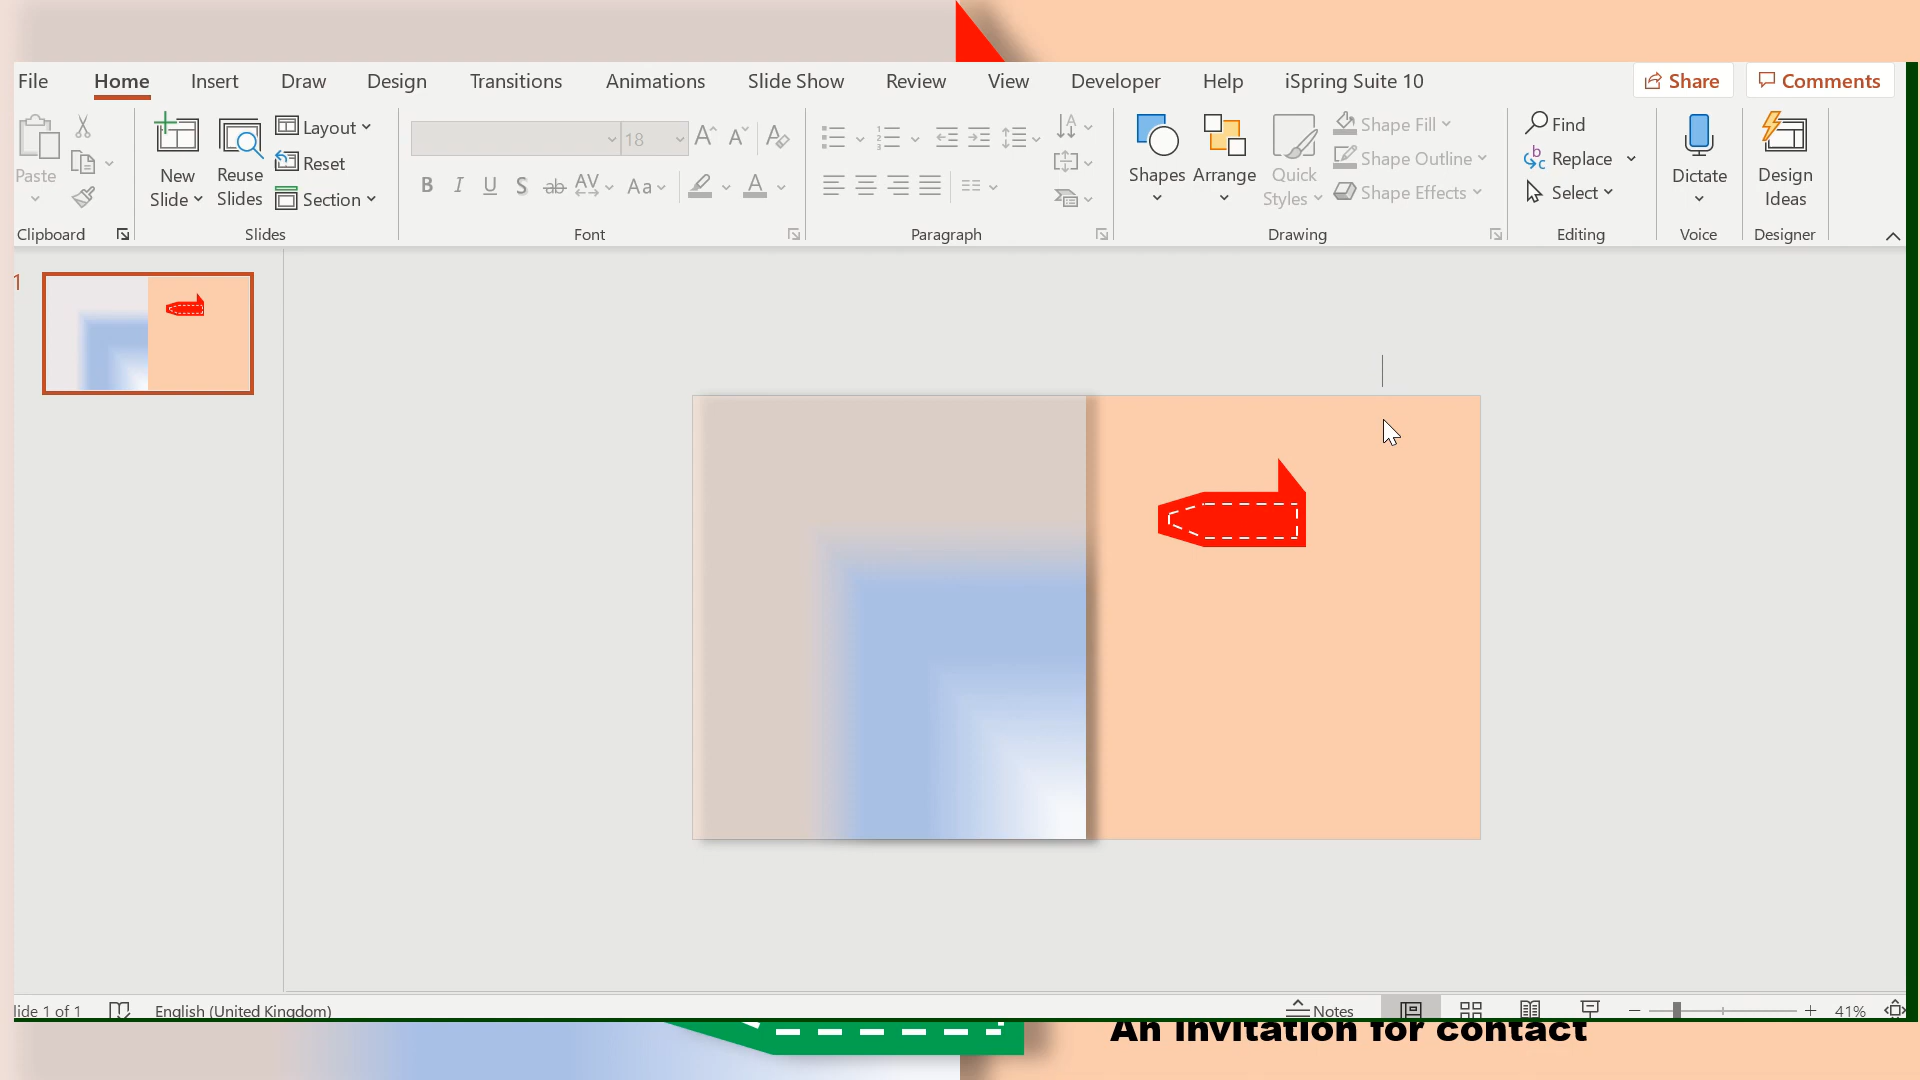 File Home Insert Draw Design Transitions Animations Slide Show Review View Developer Help iSpring Suite 10 Share Comments
Paste
New
Slide
Reuse
Slides
Layout
Reset
Section
18
B I U S ab AV Aa A
Shapes Arrange Quick
Styles
Shape Fill
Shape Outline
Shape Effects
Find
Replace
Select
Dictate
Design
Ideas
Clipboard Slides Font Paragraph Drawing Editing Voice Designer
1
lide 1 of 1 English (United Kingdom) Notes 41%
An invitation for contact